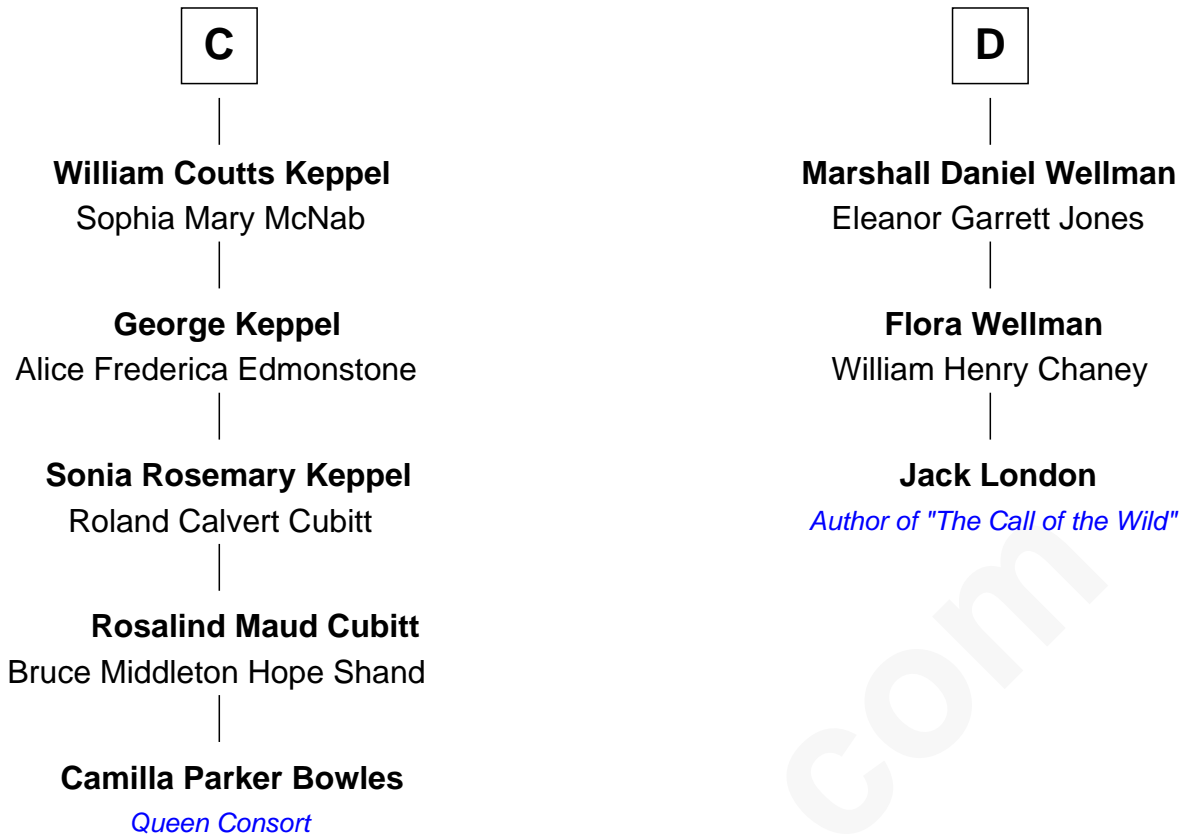 C
William Coutts Keppel
Sophia Mary McNab
George Keppel
Alice Frederica Edmonstone
Sonia Rosemary Keppel
Roland Calvert Cubitt
Rosalind Maud Cubitt
Bruce Middleton Hope Shand
Camilla Parker Bowles
Queen Consort
D
Marshall Daniel Wellman
Eleanor Garrett Jones
Flora Wellman
William Henry Chaney
Jack London
Author of "The Call of the Wild"
com